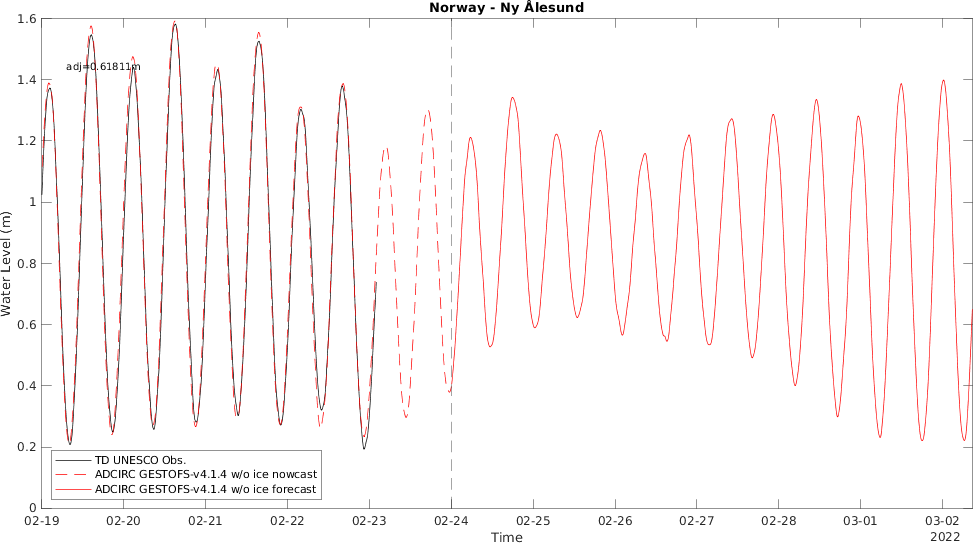 Norway - Ny Ålesund
1.6
1.4
1.2
1
0.8
0.6
0.4
0.2
0
Water Level (m)
adj=0.61811m
TD UNESCO Obs.
ADCIRC GESTOFS-v4.1.4 w/o ice nowcast
ADCIRC GESTOFS-v4.1.4 w/o ice forecast
02-19 02-20 02-21 02-22 02-23 02-24 02-25 02-26 02-27 02-28 03-01 03-02
2022
Time